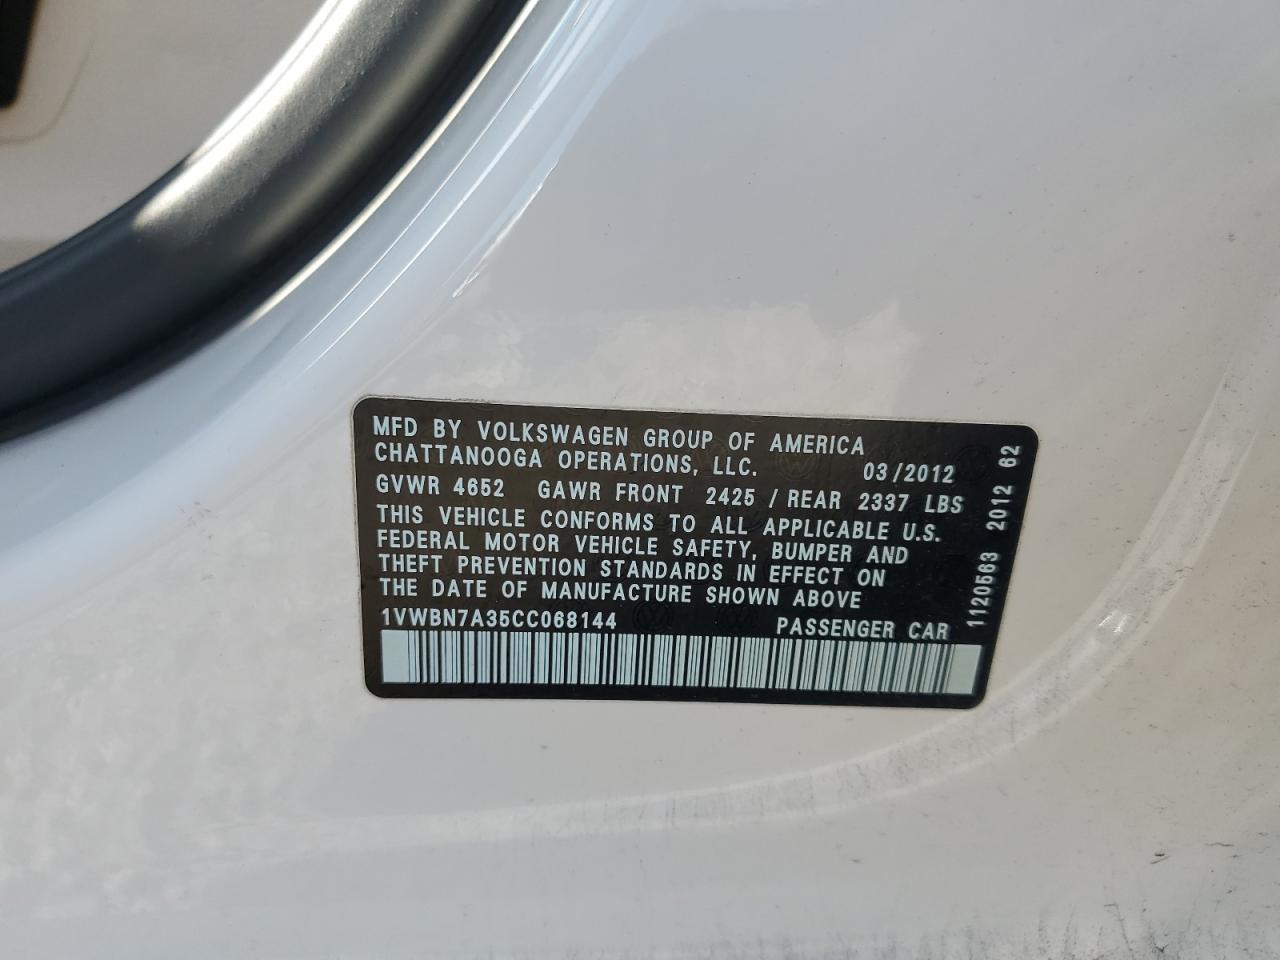 MFD BY VOLKSWAGEN GROUP OF AMERICA
CHATTANOOGA OPERATIONS, LLC. 03/2012
GVWR 4652 GAWR FRONT 2425 / REAR 2337 LBS
THIS VEHICLE CONFORMS TO ALL APPLICABLE U.S.
FEDERAL MOTOR VEHICLE SAFETY, BUMPER AND
THEFT PREVENTION STANDARDS IN EFFECT ON
THE DATE OF MANUFACTURE SHOWN ABOVE
1VWBN7A35CC068144 PASSENGER CAR
1120563 2012 62